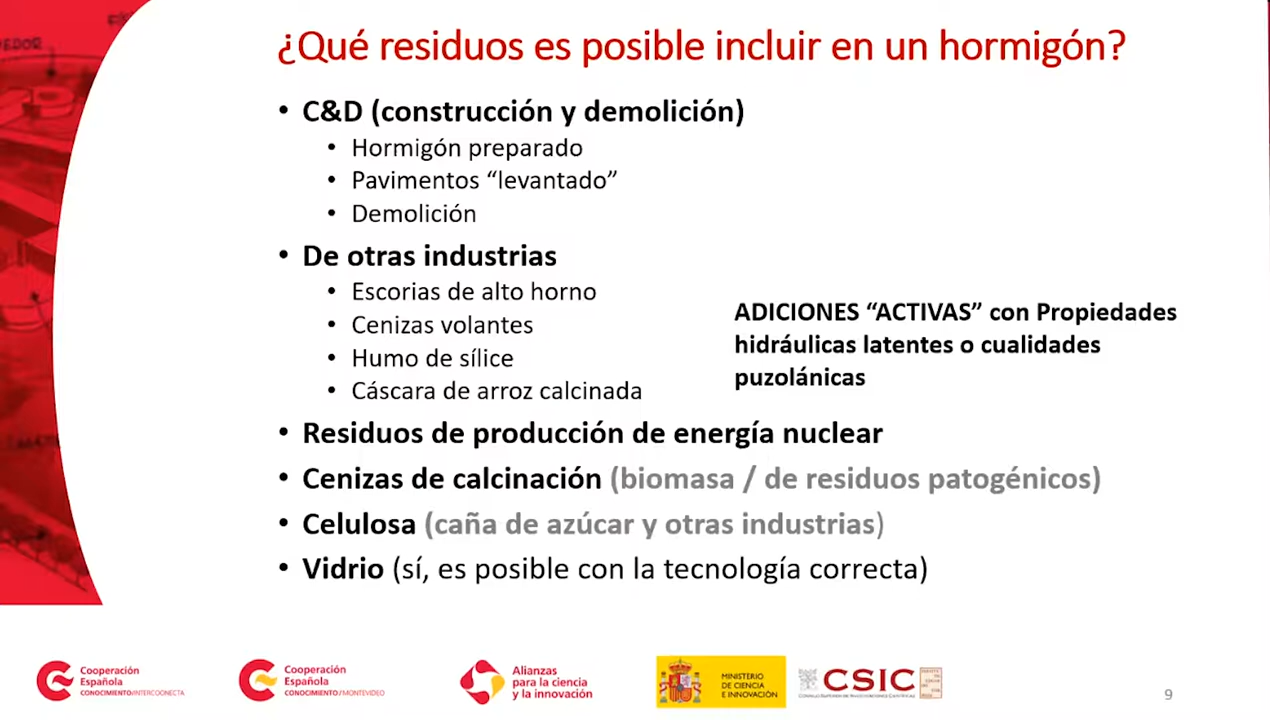 ¿Qué residuos es posible incluir en un hormigón?
• C&D (construcción y demolición)
• Hormigón preparado
• Pavimentos “levantado”
• Demolición
• De otras industrias
• Escorias de alto horno
• Cenizas volantes
• Humo de sílice
• Cáscara de arroz calcinada
ADICIONES “ACTIVAS” con Propiedades
hidráulicas latentes o cualidades
puzolánicas
• Residuos de producción de energía nuclear
• Cenizas de calcinación (biomasa / de residuos patogénicos)
• Celulosa (caña de azúcar y otras industrias)
• Vidrio (sí, es posible con la tecnología correcta)
Cooperación
Española
CONOCIMIENTO/INTERCOONECTA
Cooperación
Española
CONOCIMIENTO/MONTEVIDEO
Alianzas
para la ciencia
y la innovación
MINISTERIO
DE CIENCIA
E INNOVACIÓN
CSIC
9